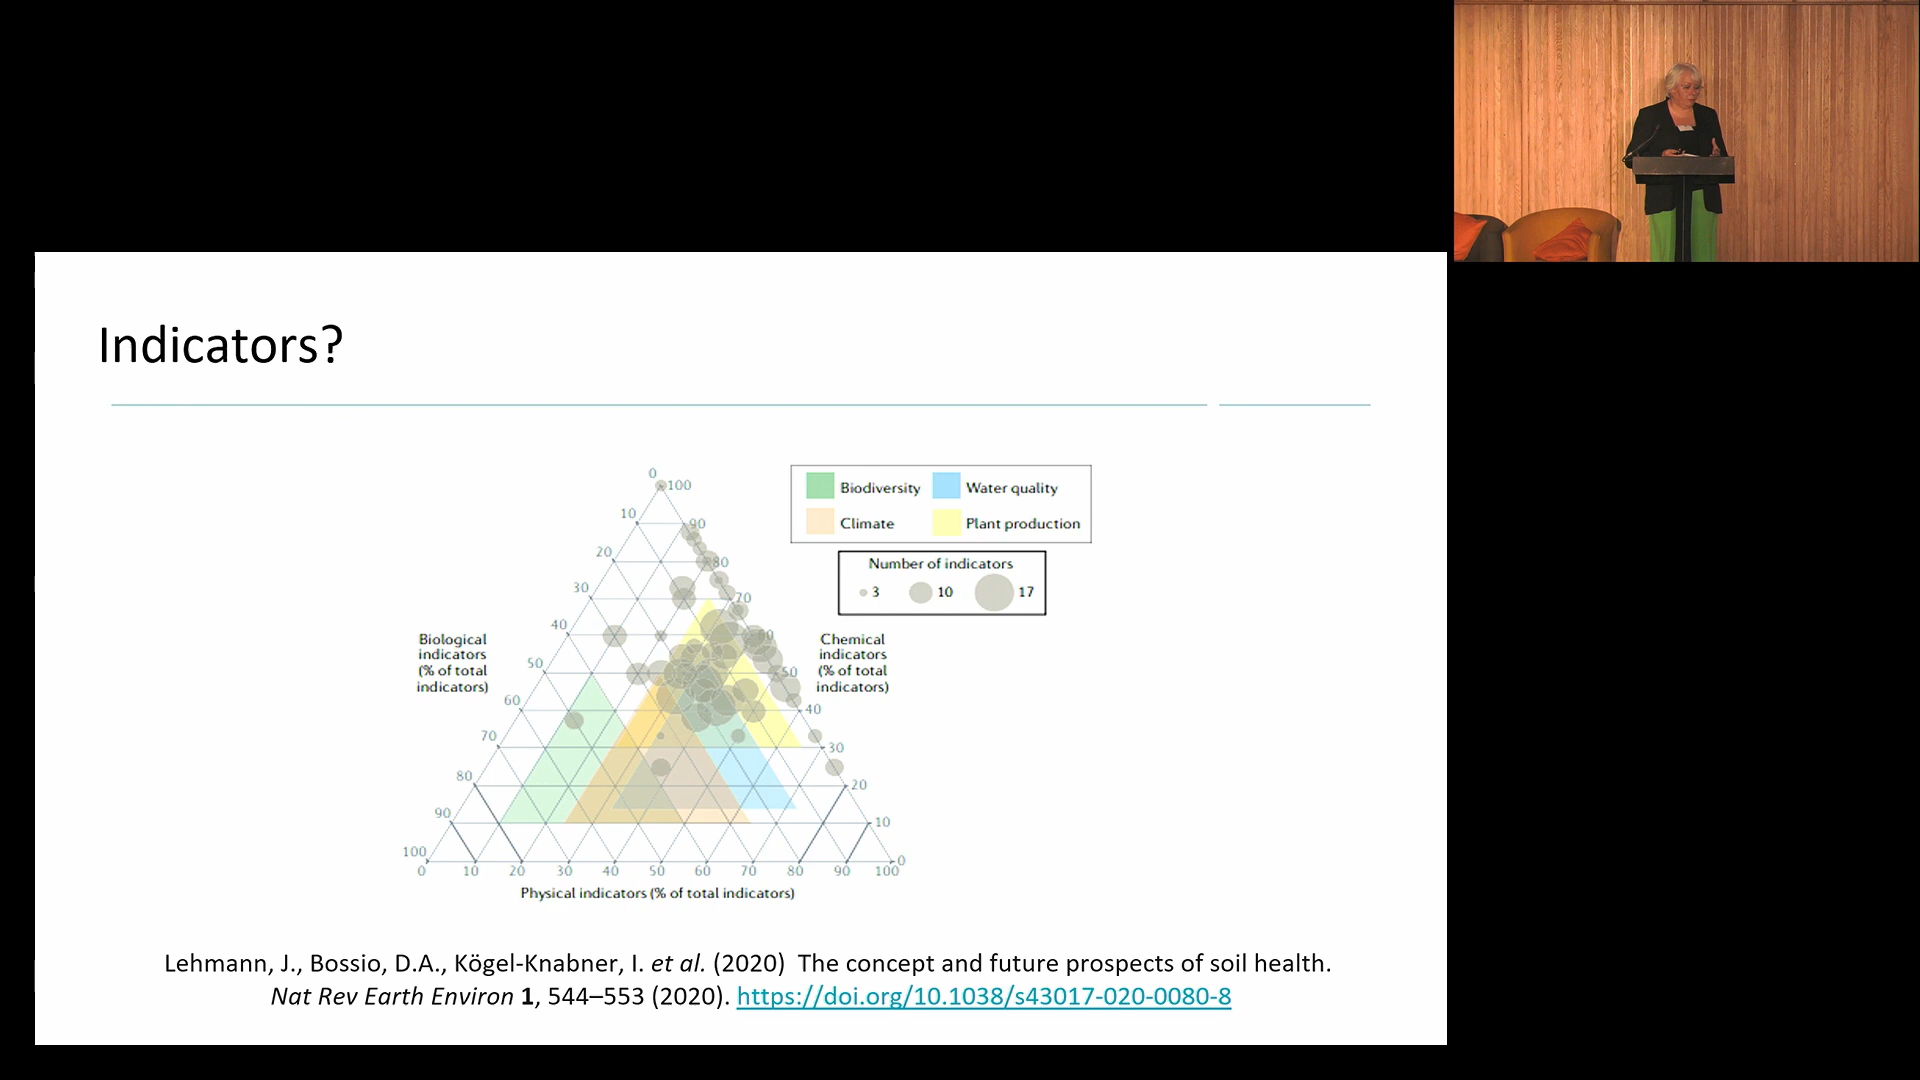 Indicators?
0
100
10
90
20
80
30
70
40
60
50
50
60
40
70
30
80
20
90
10
100
0
0 10 20 30 40 50 60 70 80 90 100
Biological
indicators
(% of total
indicators)
Chemical
indicators
(% of total
indicators)
Physical indicators (% of total indicators)
Biodiversity Water quality
Climate Plant production
Number of indicators
3 10 17
Lehmann, J., Bossio, D.A., Kögel-Knabner, I. et al. (2020) The concept and future prospects of soil health.
Nat Rev Earth Environ 1, 544–553 (2020). https://doi.org/10.1038/s43017-020-0080-8